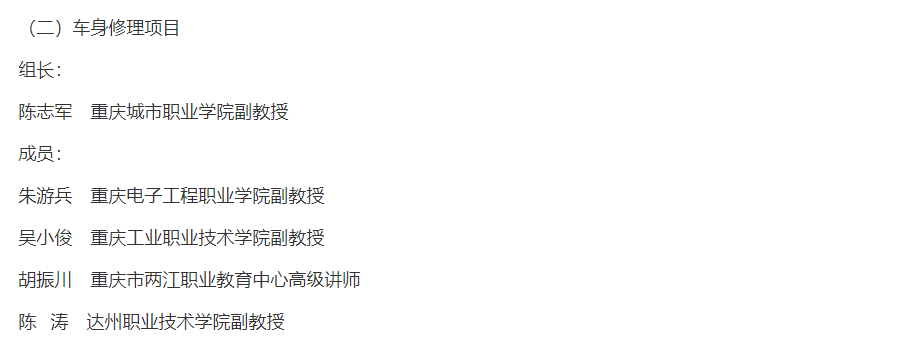 （二）车身修理项目
组长：
陈志军　重庆城市职业学院副教授
成员：
朱游兵　重庆电子工程职业学院副教授
吴小俊　重庆工业职业技术学院副教授
胡振川　重庆市两江职业教育中心高级讲师
陈  涛　达州职业技术学院副教授